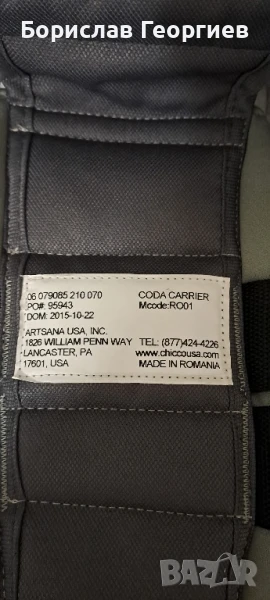 Борислав Георгиев
06 079085 210 070 CODA CARRIER
PO#: 95943 Mcode:RO01
DOM: 2015-10-22
ARTSANA USA, INC.
1826 WILLIAM PENN WAY TEL: (877)424-4226
LANCASTER, PA www.chiccousa.com
17601, USA MADE IN ROMANIA
bazar